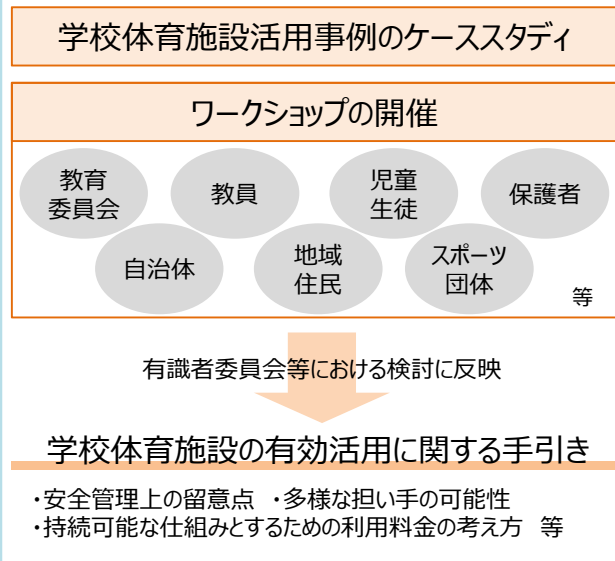 学校体育施設活用事例のケーススタディ
ワークショップの開催
教育
委員会
教員
児童
生徒
保護者
自治体
地域
住民
スポーツ
団体
等
有識者委員会等における検討に反映
学校体育施設の有効活用に関する手引き
・安全管理上の留意点 ・多様な担い手の可能性
・持続可能な仕組みとするための利用料金の考え方 等